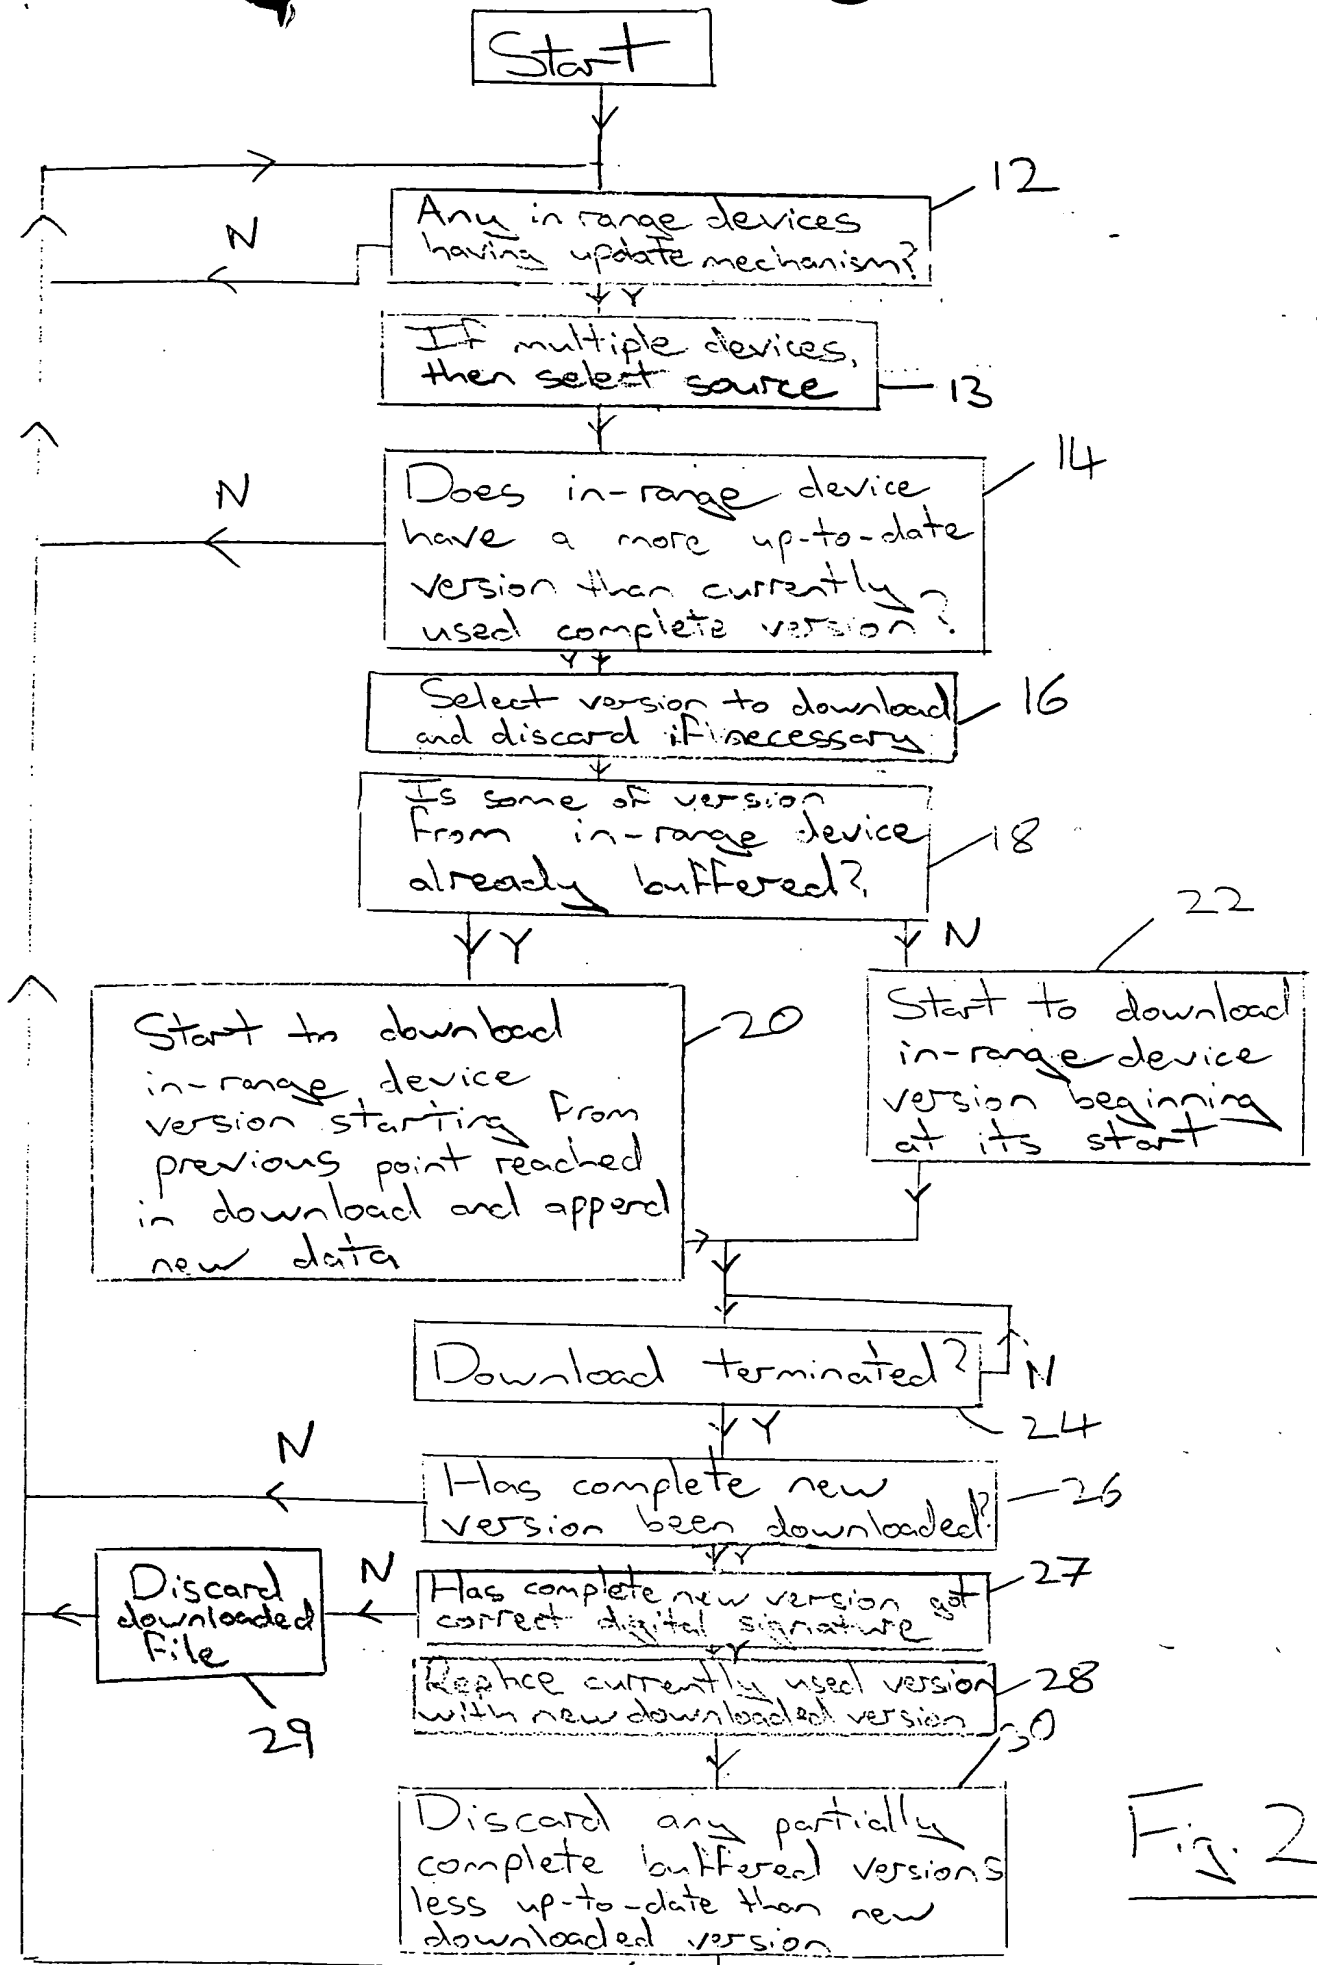 Start
12
Any in range devices
having update mechanism?
N
Y
If multiple devices,
then select source
13
14
Does in-range device
have a more up-to-date
version than currently
used complete version?
N
Y
Select version to download
and discard if necessary
16
Is some of version
from in-range device
already buffered?
18
Y
N
22
Start to download
in-range device
version starting from
previous point reached
in download and append
new data
20
Start to download
in-range device
version beginning
at its start
Download terminated?
N
24
Y
N
Has complete new
version been downloaded?
26
Y
Discard
downloaded
file
29
N
Has complete new version got
correct digital signature
27
Y
Replace currently used version
with new downloaded version
28
30
Discard any partially
complete buffered versions
less up-to-date than new
downloaded version
Fig. 2